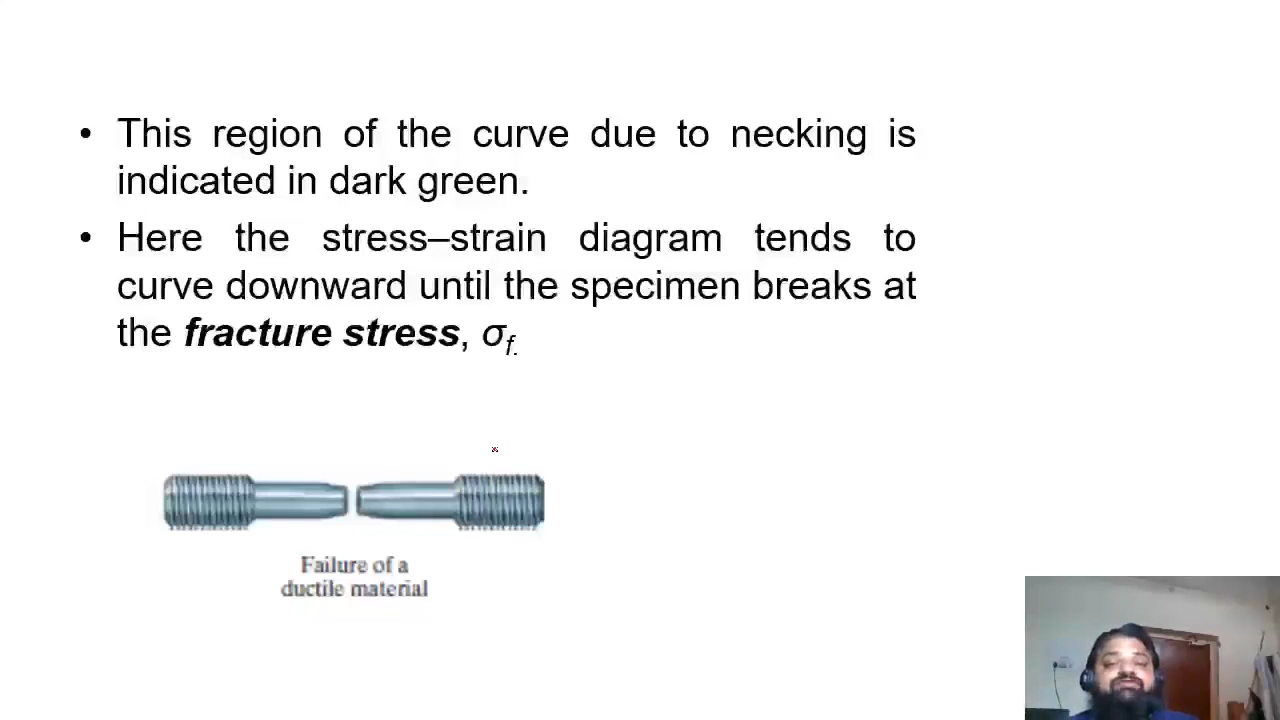 • This region of the curve due to necking is
indicated in dark green.
• Here the stress–strain diagram tends to
curve downward until the specimen breaks at
the fracture stress, σf.
Failure of a
ductile material